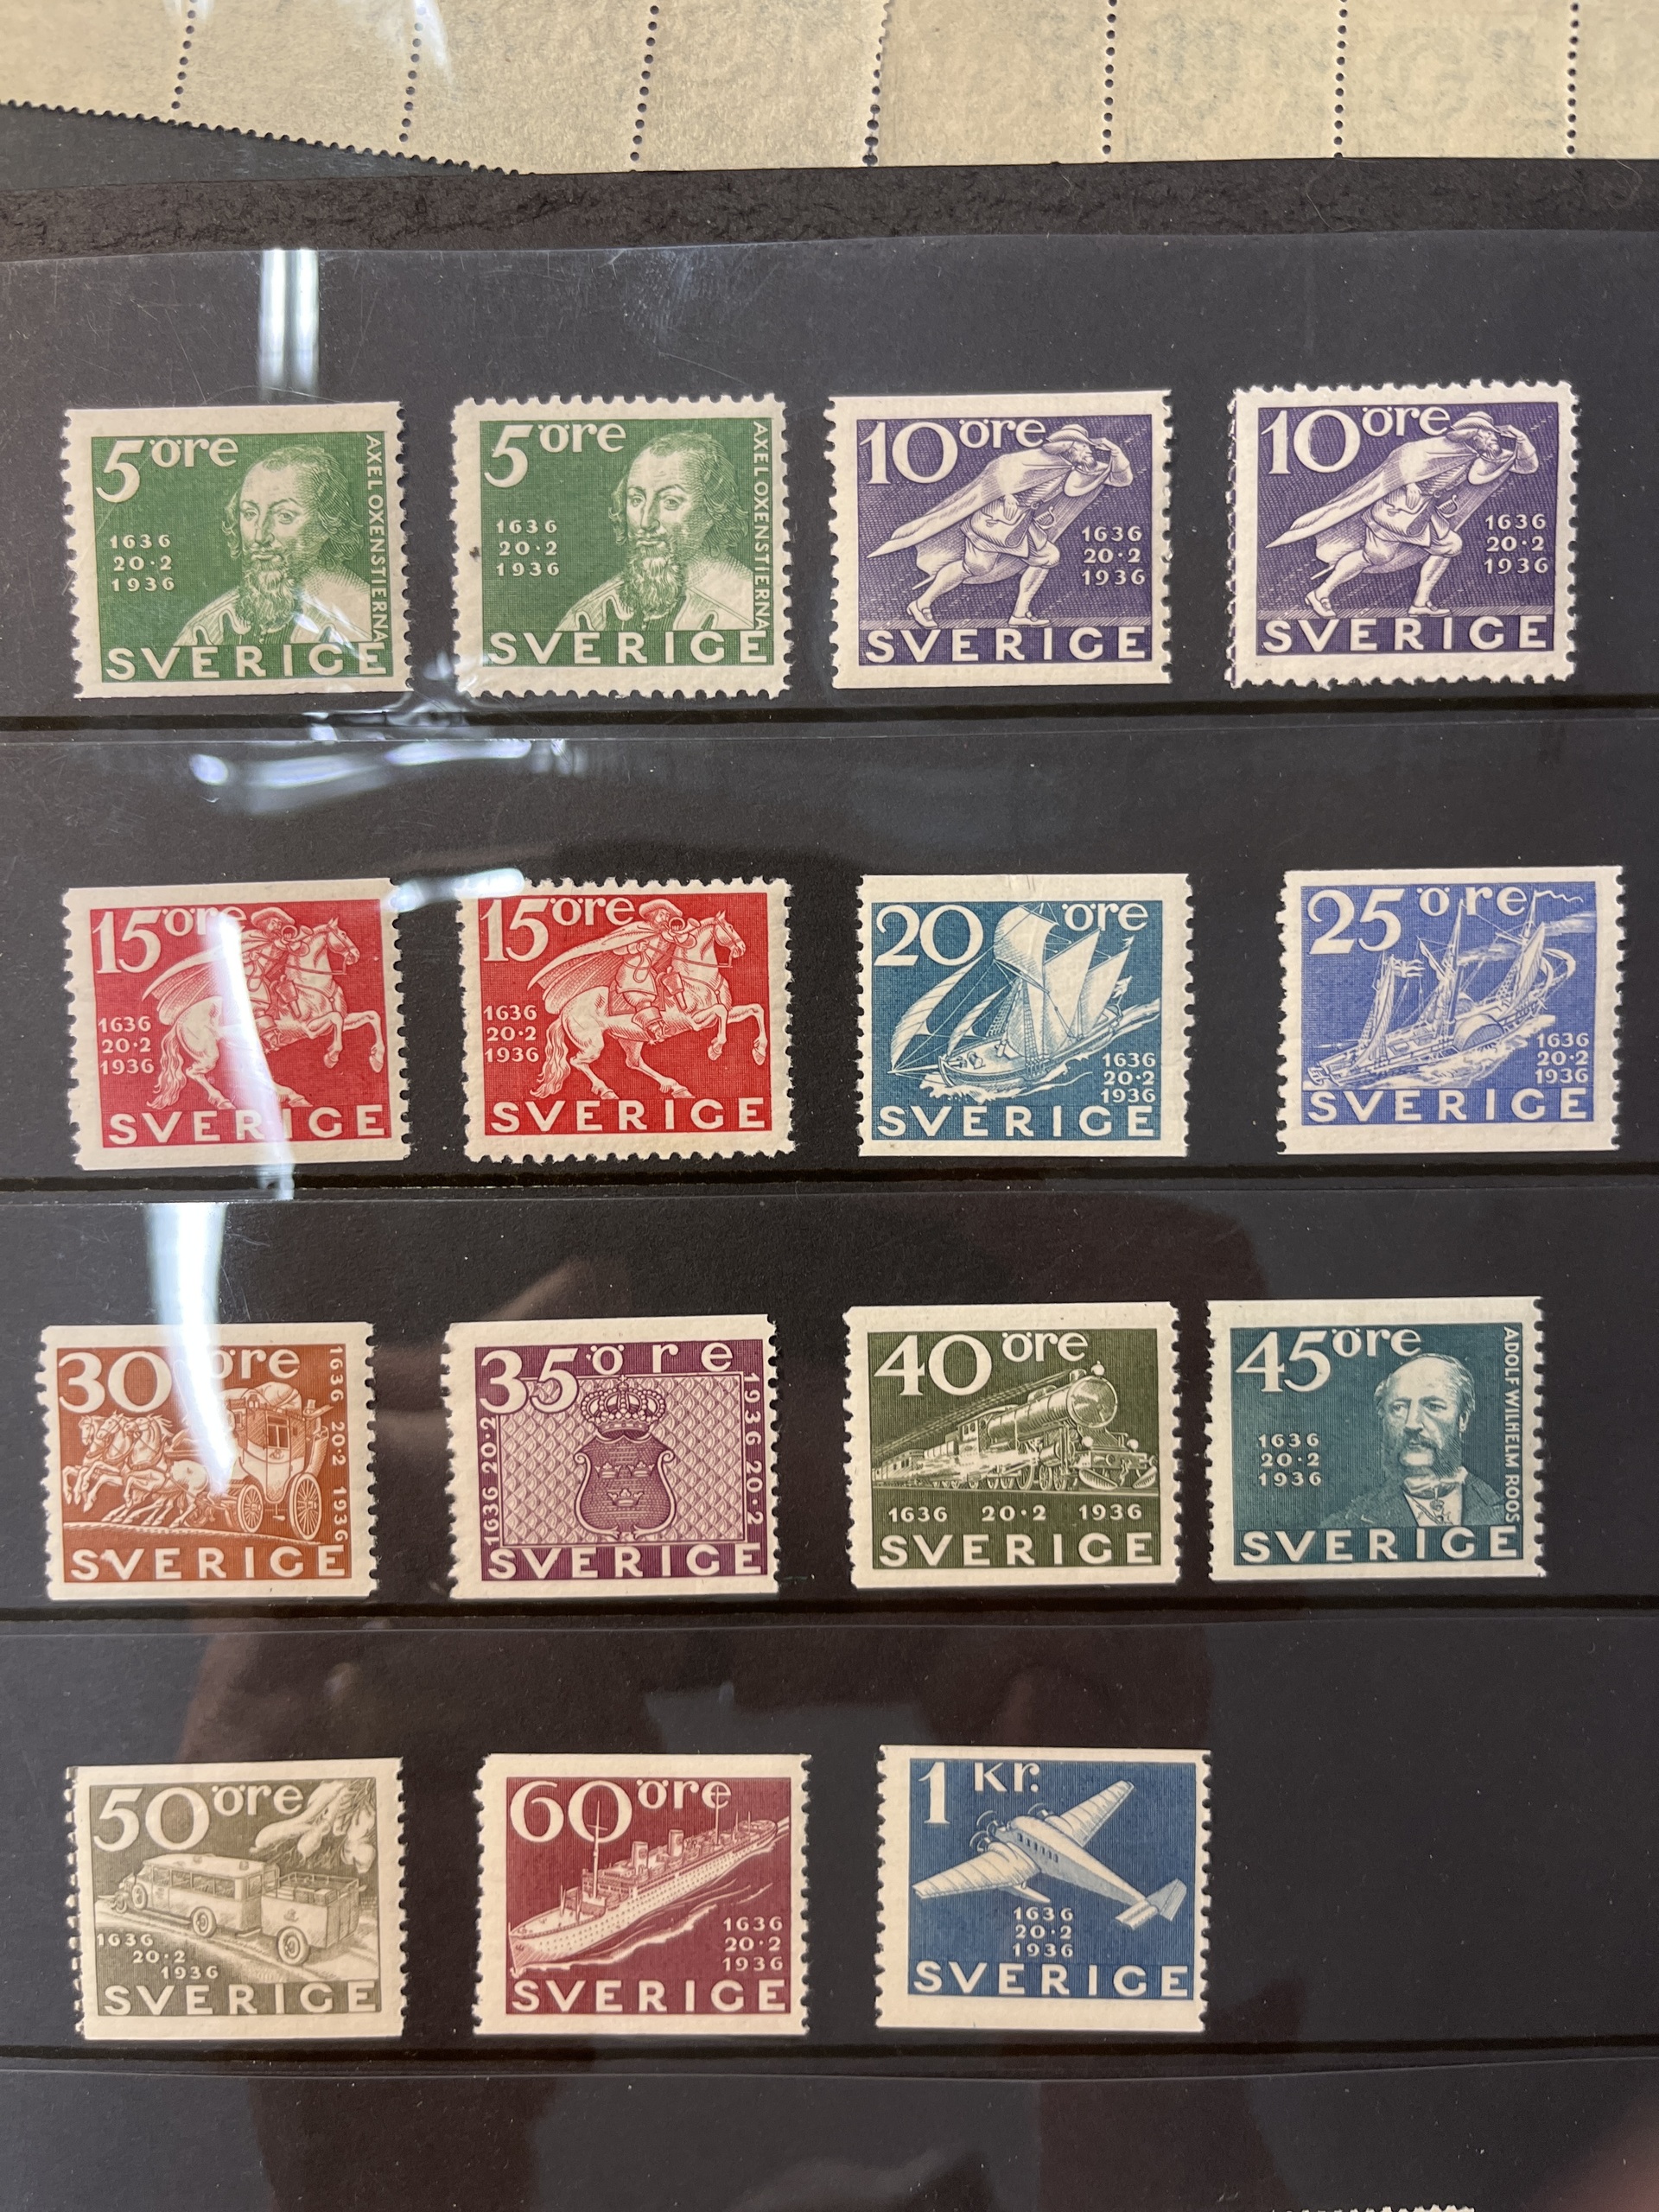 5 öre
AXEL OXENSTIERNA
1636
20·2
1936
SVERIGE
5 öre
AXEL OXENSTIERNA
1636
20·2
1936
SVERIGE
10 öre
1636
20·2
1936
SVERIGE
10 öre
1636
20·2
1936
SVERIGE
15 öre
1636
20·2
1936
SVERIGE
15 öre
1636
20·2
1936
SVERIGE
20 öre
1636
20·2
1936
SVERIGE
25 öre
1636
20·2
1936
SVERIGE
30 öre
1636 20·2 1936
SVERIGE
35 öre
1636 20·2
1936 20·2
SVERIGE
40 öre
1636 20·2 1936
SVERIGE
45 öre
ADOLF WILHELM ROOS
1636
20·2
1936
SVERIGE
50 öre
1636
20·2
1936
SVERIGE
60 öre
1636
20·2
1936
SVERIGE
1 Kr.
1636
20·2
1936
SVERIGE